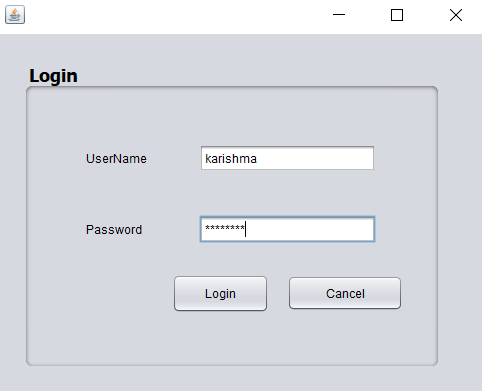 Login
UserName karishma
Password ********
Login Cancel